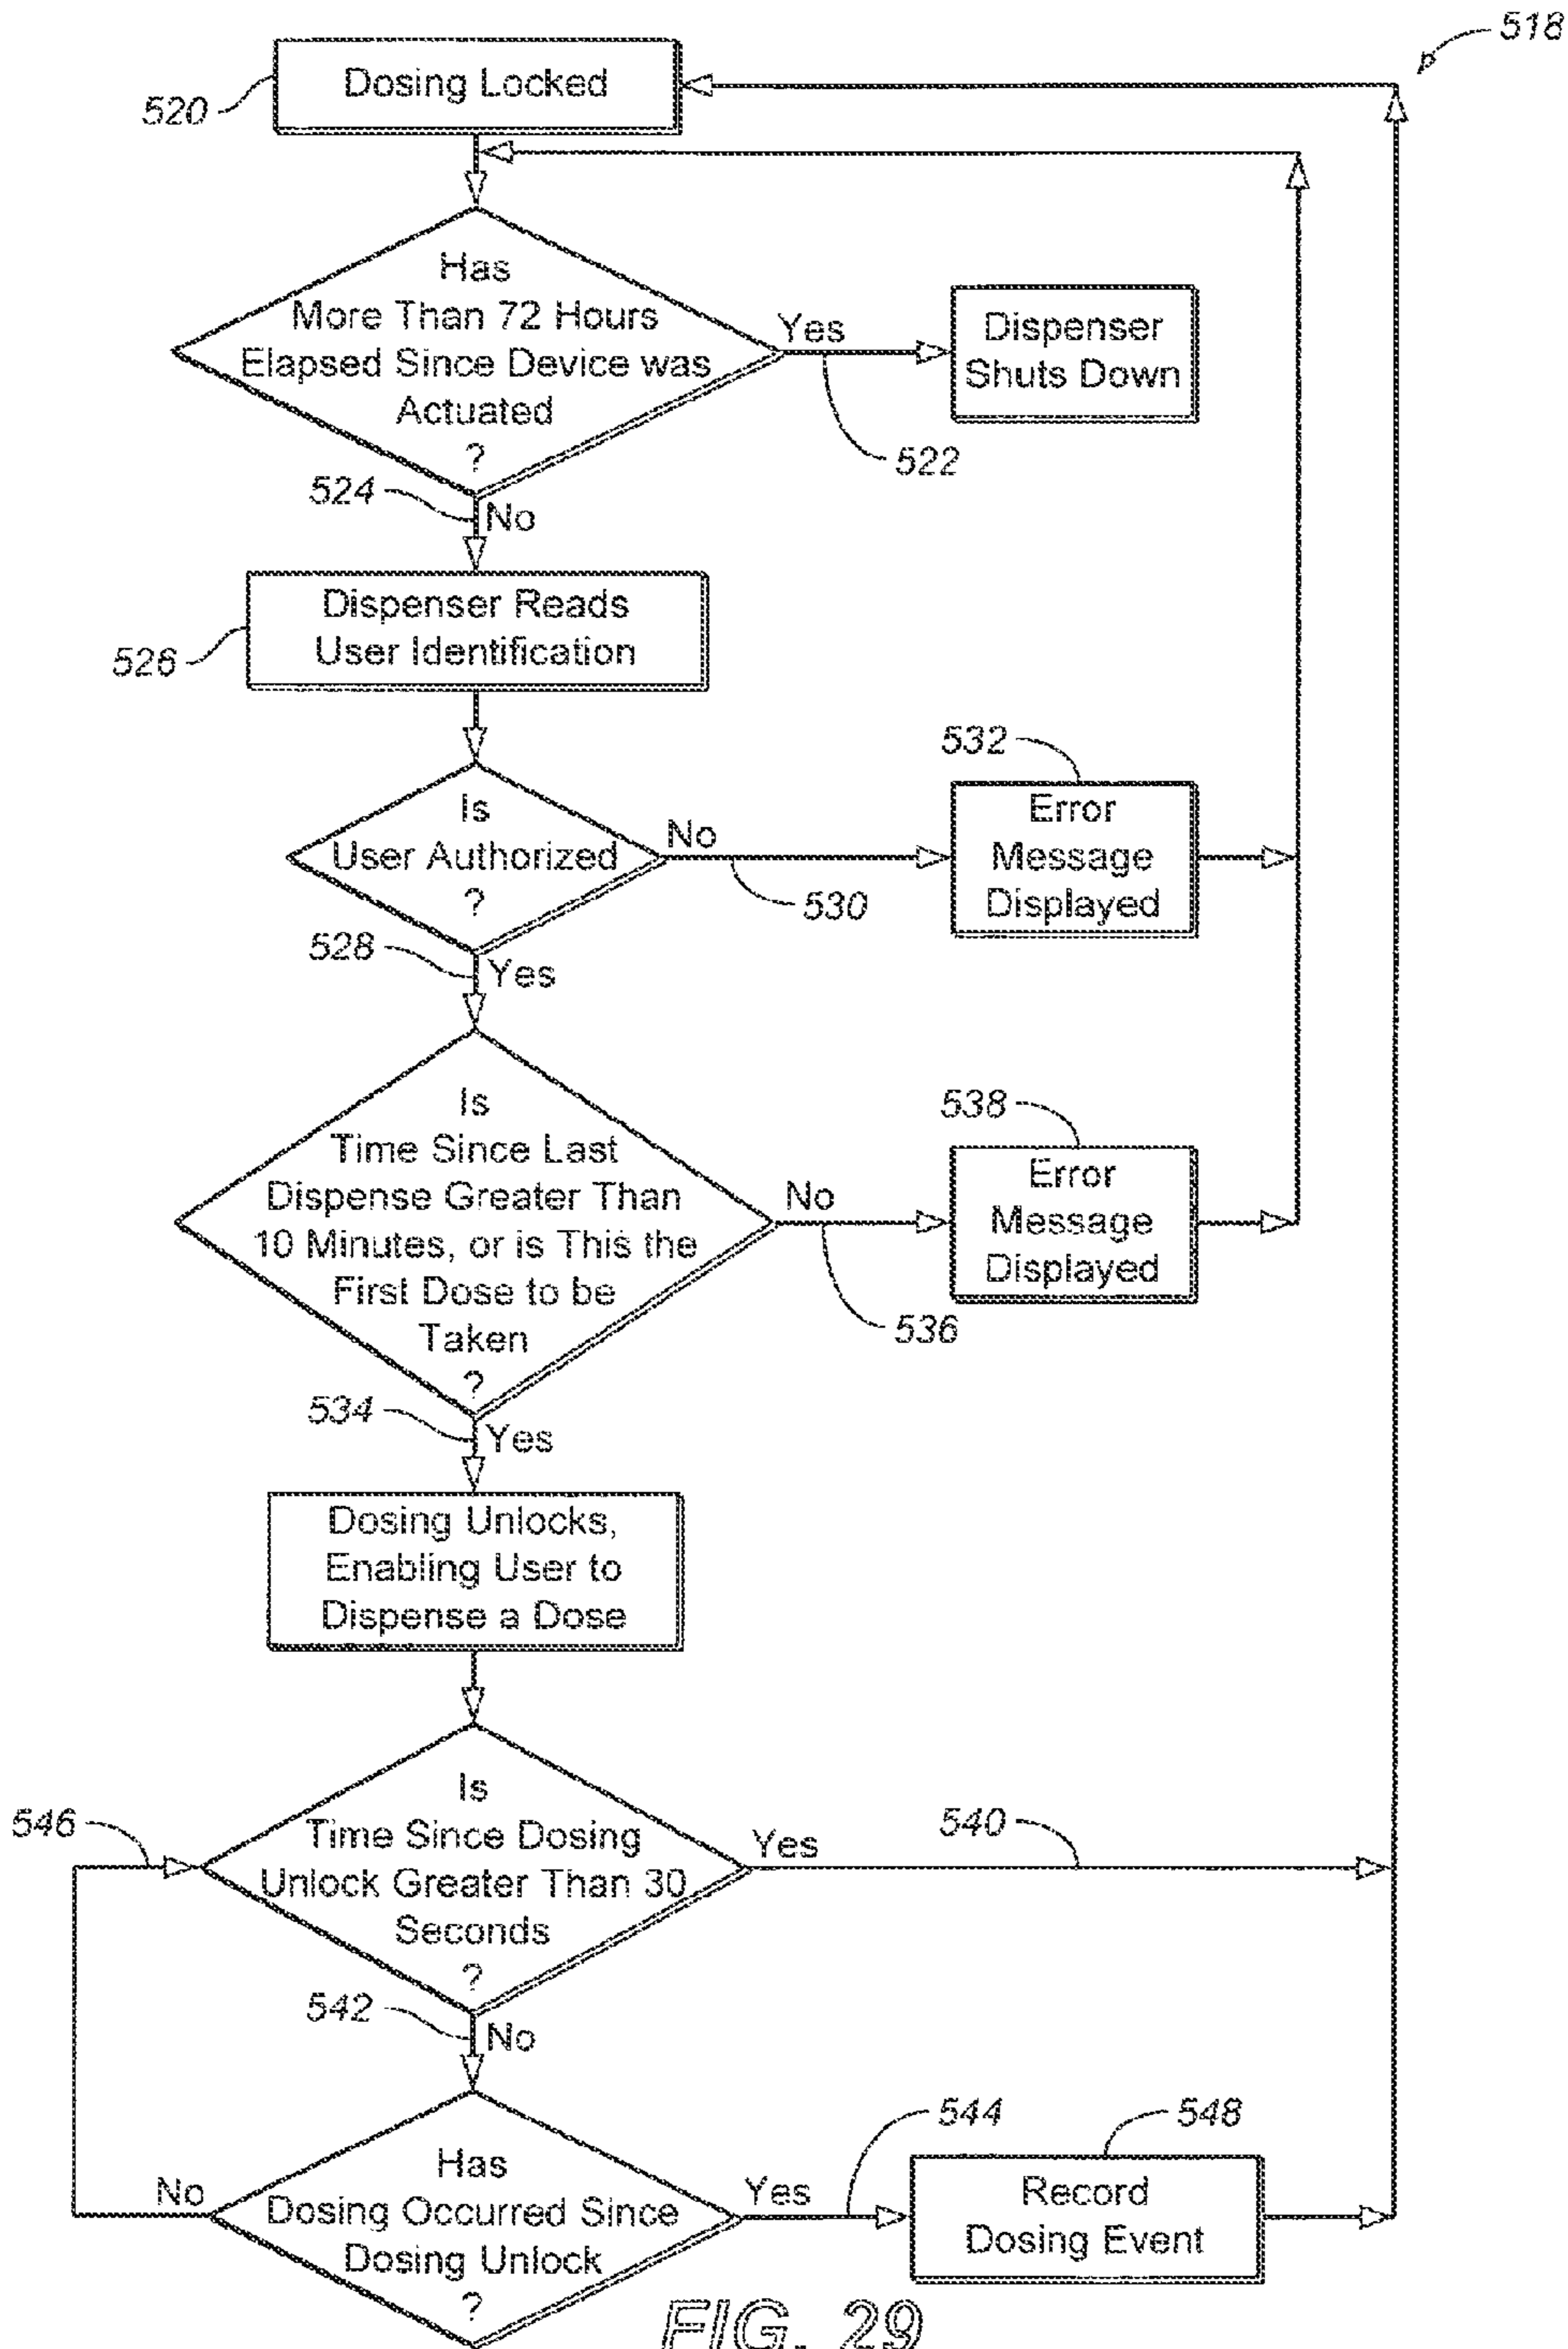 518
Dosing Locked
520
Has
More Than 72 Hours
Elapsed Since Device was
Actuated
?
Yes
522
Dispenser
Shuts Down
524
No
Dispenser Reads
User Identification
526
Is
User Authorized
?
No
530
532
Error
Message
Displayed
528
Yes
Is
Time Since Last
Dispense Greater Than
10 Minutes, or is This the
First Dose to be
Taken
?
No
536
538
Error
Message
Displayed
534
Yes
Dosing Unlocks,
Enabling User to
Dispense a Dose
546
Is
Time Since Dosing
Unlock Greater Than 30
Seconds
?
Yes
540
542
No
Has
Dosing Occurred Since
Dosing Unlock
?
No
Yes
544
548
Record
Dosing Event
FIG. 29